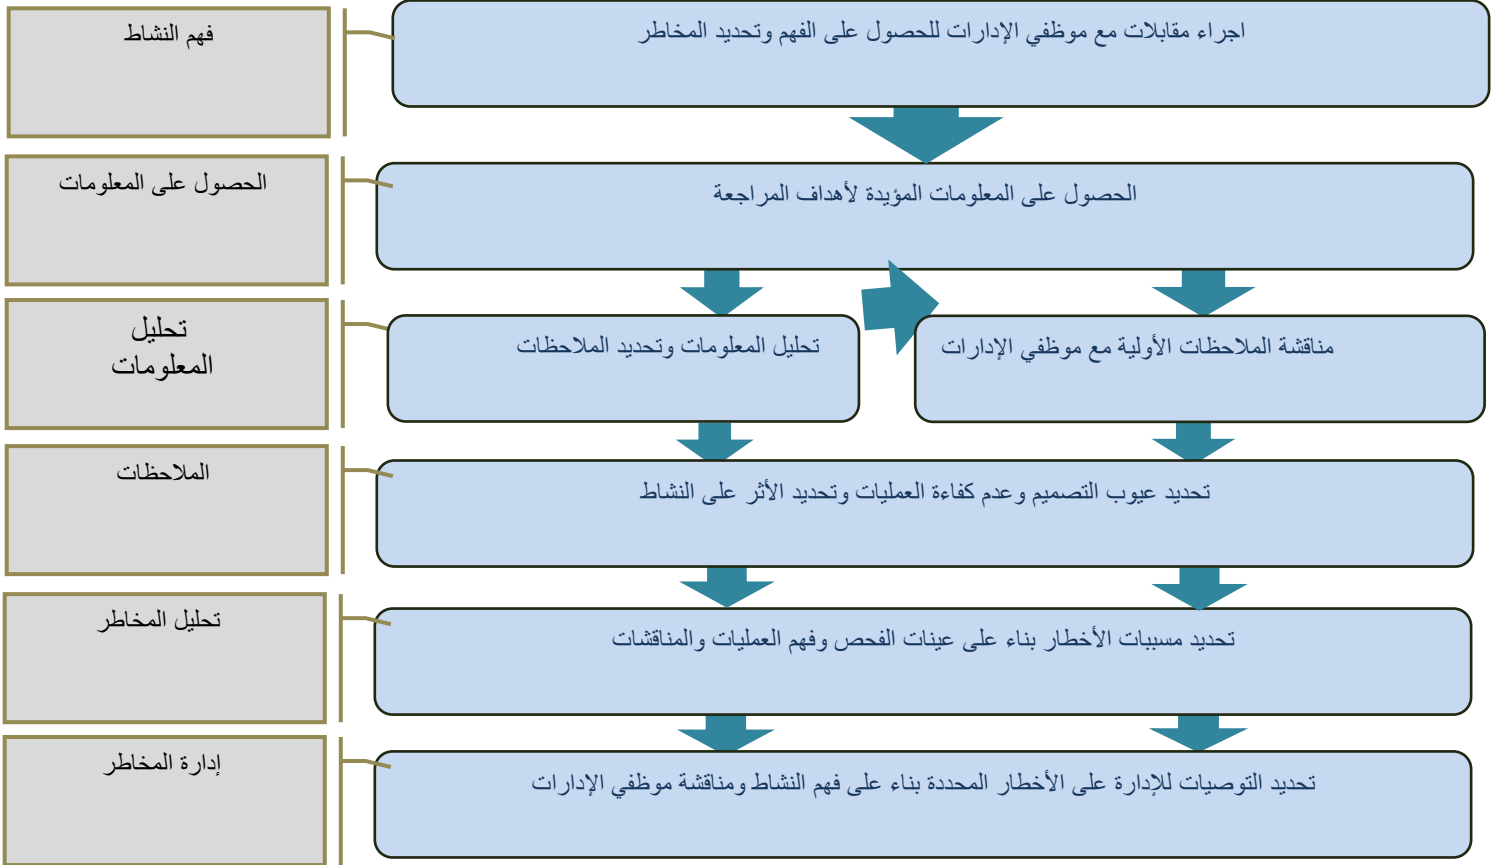 اجراء مقابلات مع موظفي الإدارات للحصول على الفهم وتحديد المخاطر
فهم النشاط
الحصول على المعلومات المؤيدة لأهداف المراجعة
الحصول على المعلومات
مناقشة الملاحظات الأولية مع موظفي الإدارات
تحليل المعلومات وتحديد الملاحظات
تحليل
المعلومات
تحديد عيوب التصميم وعدم كفاءة العمليات وتحديد الأثر على النشاط
الملاحظات
تحديد مسببات الأخطار بناء على عينات الفحص وفهم العمليات والمناقشات
تحليل المخاطر
تحديد التوصيات للإدارة على الأخطار المحددة بناء على فهم النشاط ومناقشة موظفي الإدارات
إدارة المخاطر